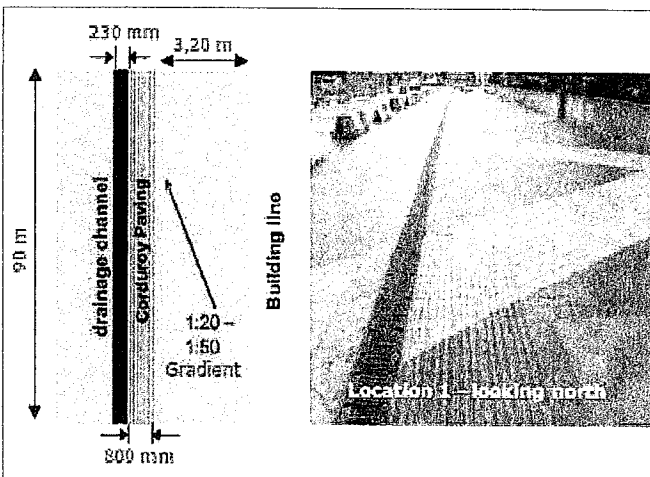 230 mm
3,20 m
90 m
drainage channel
Corduroy Paving
Building line
1:20 –
1:50
Gradient
800 mm
Location 1 – looking north